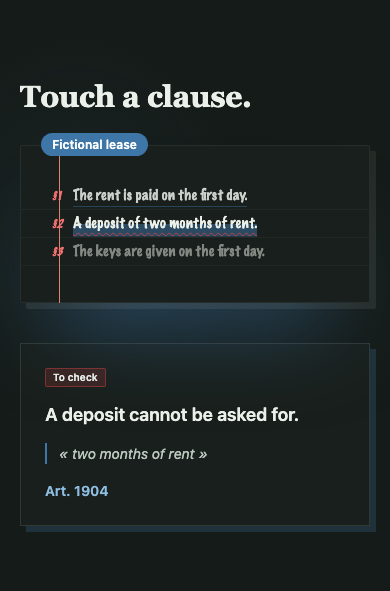 Touch a clause.
Fictional lease
§1 The rent is paid on the first day.
§2 A deposit of two months of rent.
§3 The keys are given on the first day.
To check
A deposit cannot be asked for.
« two months of rent »
Art. 1904